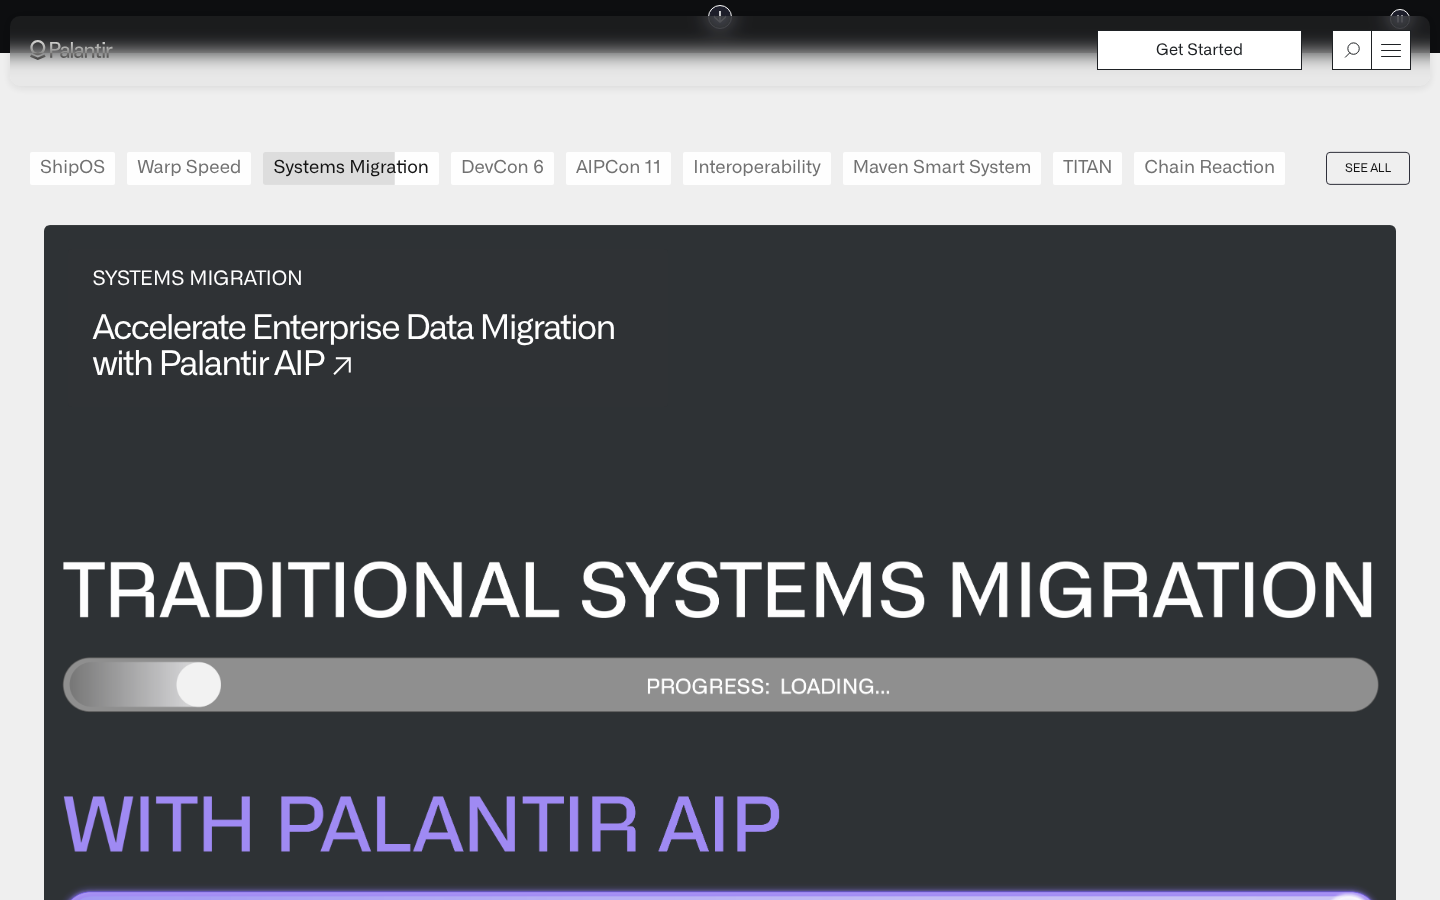 Palantir
Get Started
ShipOS
Warp Speed
Systems Migration
DevCon 6
AIPCon 11
Interoperability
Maven Smart System
TITAN
Chain Reaction
SEE ALL
SYSTEMS MIGRATION
Accelerate Enterprise Data Migration
with Palantir AIP ↗
TRADITIONAL SYSTEMS MIGRATION
PROGRESS: LOADING...
WITH PALANTIR AIP